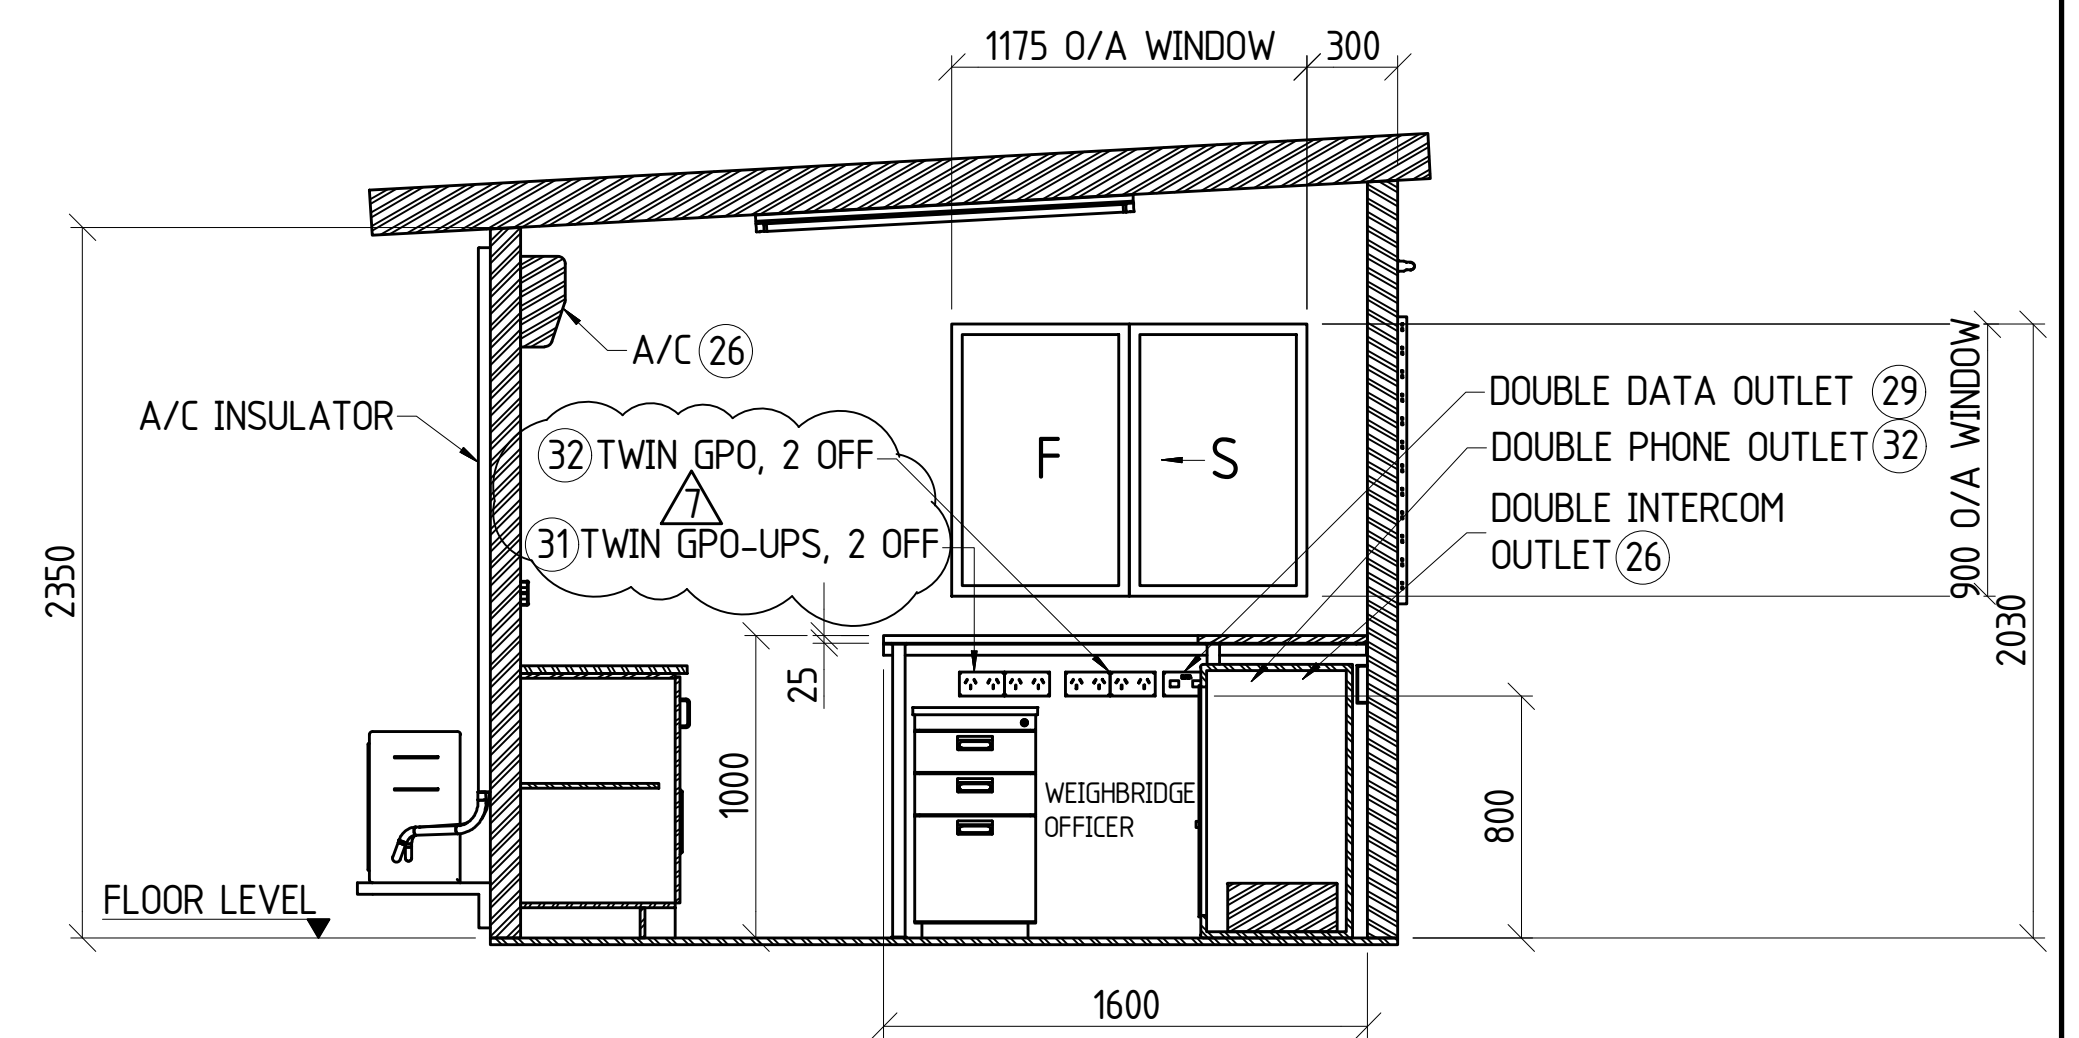 1175 O/A WINDOW
300
A/C 26
A/C INSULATOR
32 TWIN GPO, 2 OFF
7
31 TWIN GPO-UPS, 2 OFF
F
S
DOUBLE DATA OUTLET 29
DOUBLE PHONE OUTLET 32
DOUBLE INTERCOM
OUTLET 26
900 O/A WINDOW
2030
2350
25
1000
WEIGHBRIDGE
OFFICER
800
FLOOR LEVEL
1600